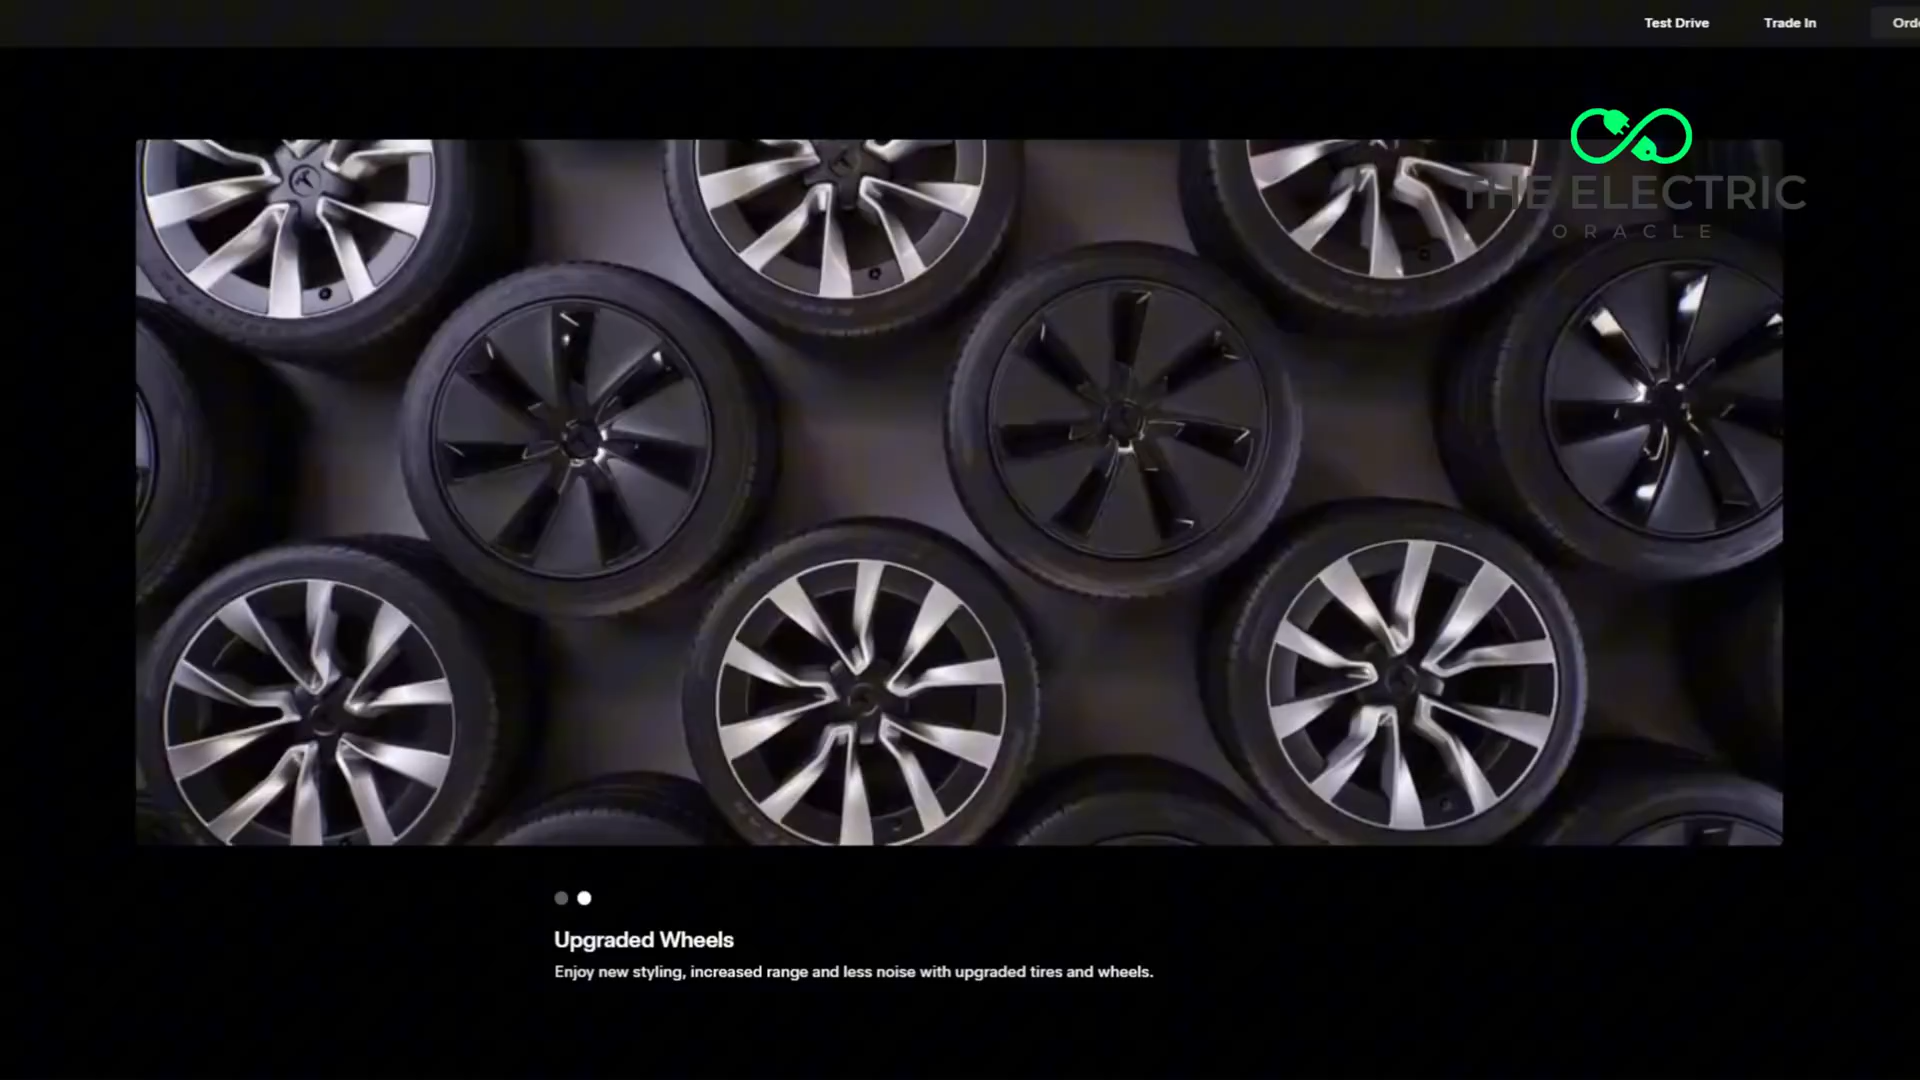 Test Drive
Trade In
THE ELECTRIC
ORACLE
Upgraded Wheels
Enjoy new styling, increased range and less noise with upgraded tires and wheels.